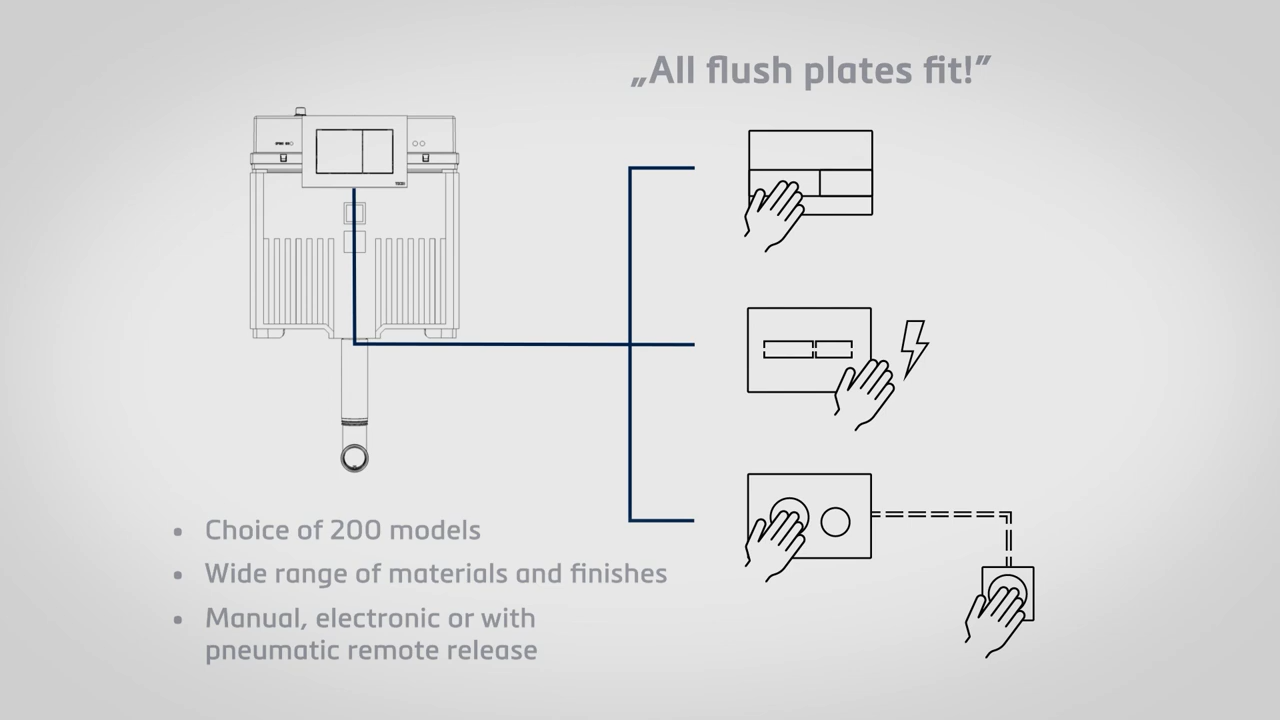 „All flush plates fit!”
TECE
• Choice of 200 models
• Wide range of materials and finishes
• Manual, electronic or with
pneumatic remote release